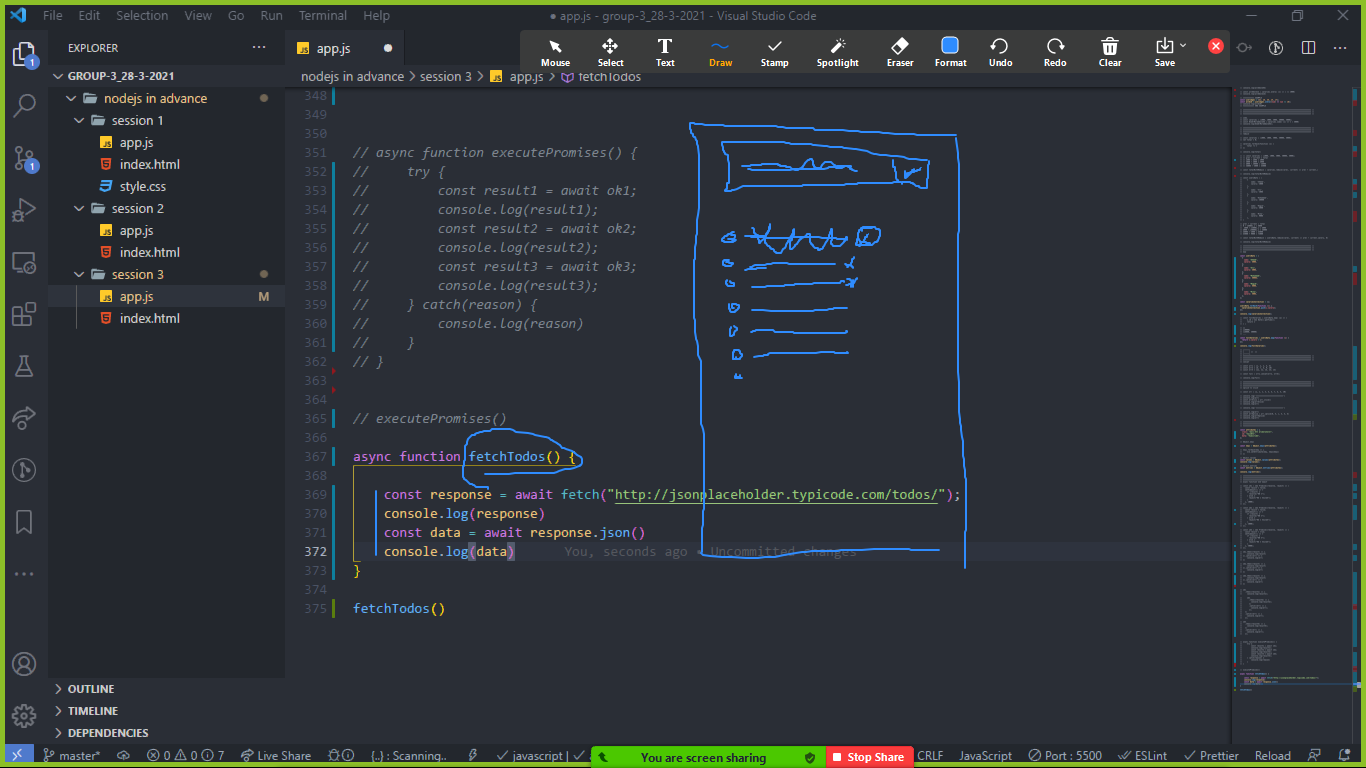 File Edit Selection View Go Run Terminal Help
● app.js - group-3_28-3-2021 - Visual Studio Code
EXPLORER
app.js
Mouse Select Text Draw Stamp Spotlight Eraser Format Undo Redo Clear Save
GROUP-3_28-3-2021
nodejs in advance > session 3 > app.js > fetchTodos
nodejs in advance
session 1
app.js
index.html
style.css
session 2
app.js
index.html
session 3
app.js M
index.html
348
349
350
351 // async function executePromises() {
352 // try {
353 // const result1 = await ok1;
354 // console.log(result1);
355 // const result2 = await ok2;
356 // console.log(result2);
357 // const result3 = await ok3;
358 // console.log(result3);
359 // } catch(reason) {
360 // console.log(reason)
361 // }
362 // }
363
364
365 // executePromises()
366
367 async function fetchTodos() {
368
369 const response = await fetch("http://jsonplaceholder.typicode.com/todos/");
370 console.log(response)
371 const data = await response.json()
372 console.log(data) You, seconds ago • Uncommitted changes
373 }
374
375 fetchTodos()
OUTLINE
TIMELINE
DEPENDENCIES
master* 0 0 7 Live Share {..} : Scanning.. javascript | You are screen sharing Stop Share CRLF JavaScript Port : 5500 ESLint Prettier Reload